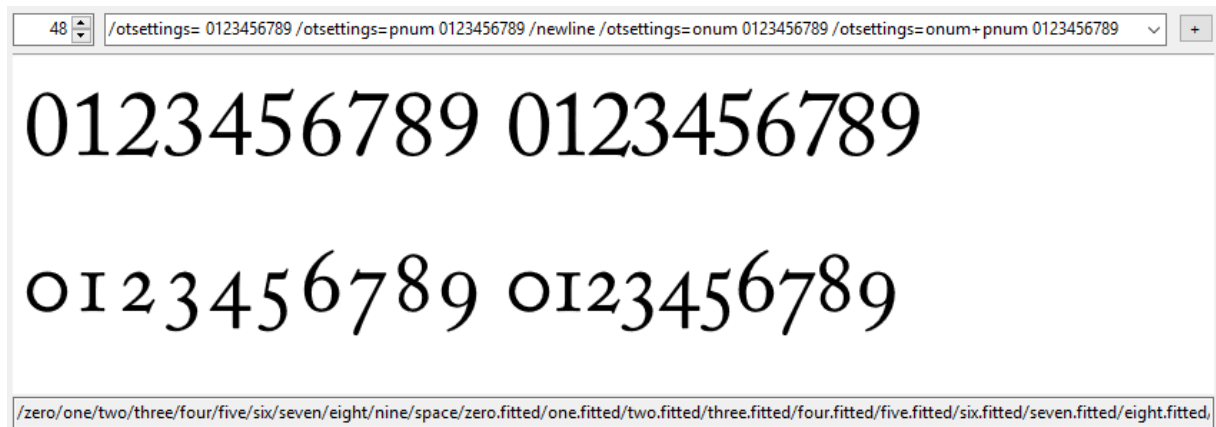 48 /otsettings= 0123456789 /otsettings=pnum 0123456789 /newline /otsettings=onum 0123456789 /otsettings=onum+pnum 0123456789 +
0123456789 0123456789
0123456789 0123456789
/zero/one/two/three/four/five/six/seven/eight/nine/space/zero.fitted/one.fitted/two.fitted/three.fitted/four.fitted/five.fitted/six.fitted/seven.fitted/eight.fitted/